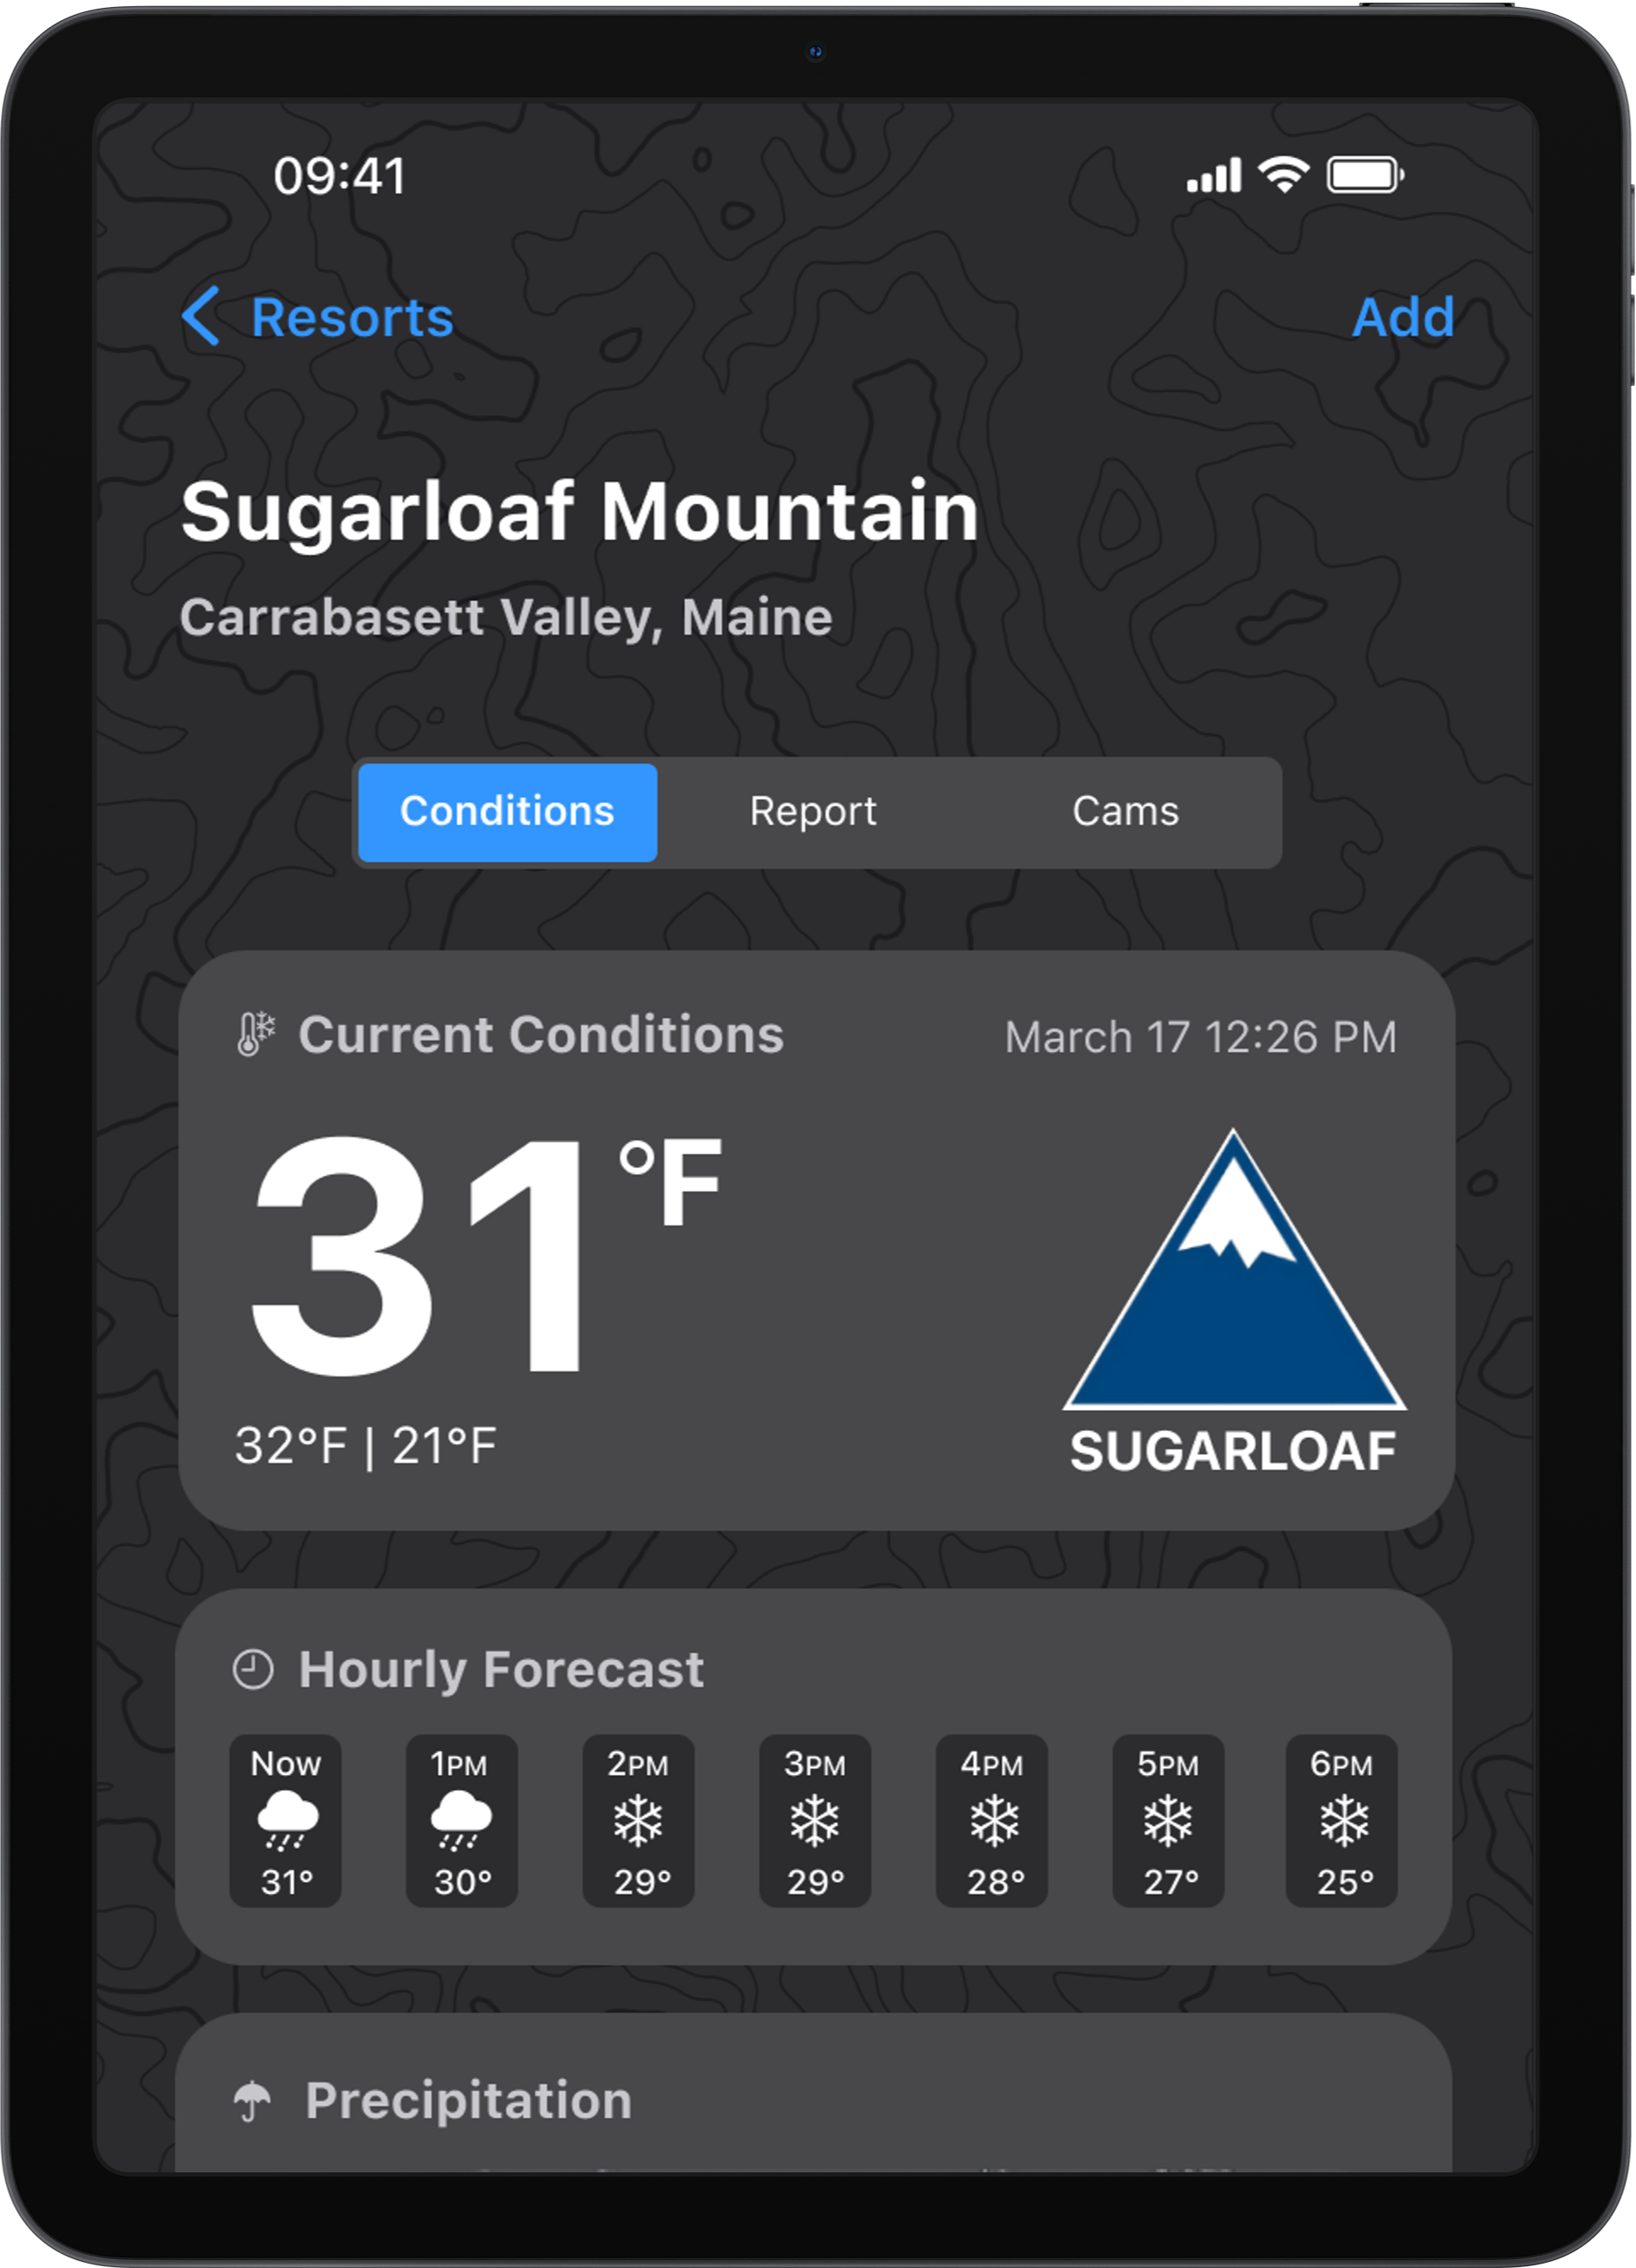 09:41
Resorts
Add
Sugarloaf Mountain
Carrabasett Valley, Maine
Conditions
Report
Cams
Current Conditions
March 17 12:26 PM
31 °F
32°F | 21°F
SUGARLOAF
Hourly Forecast
Now 1PM 2PM 3PM 4PM 5PM 6PM
31° 30° 29° 29° 28° 27° 25°
Precipitation